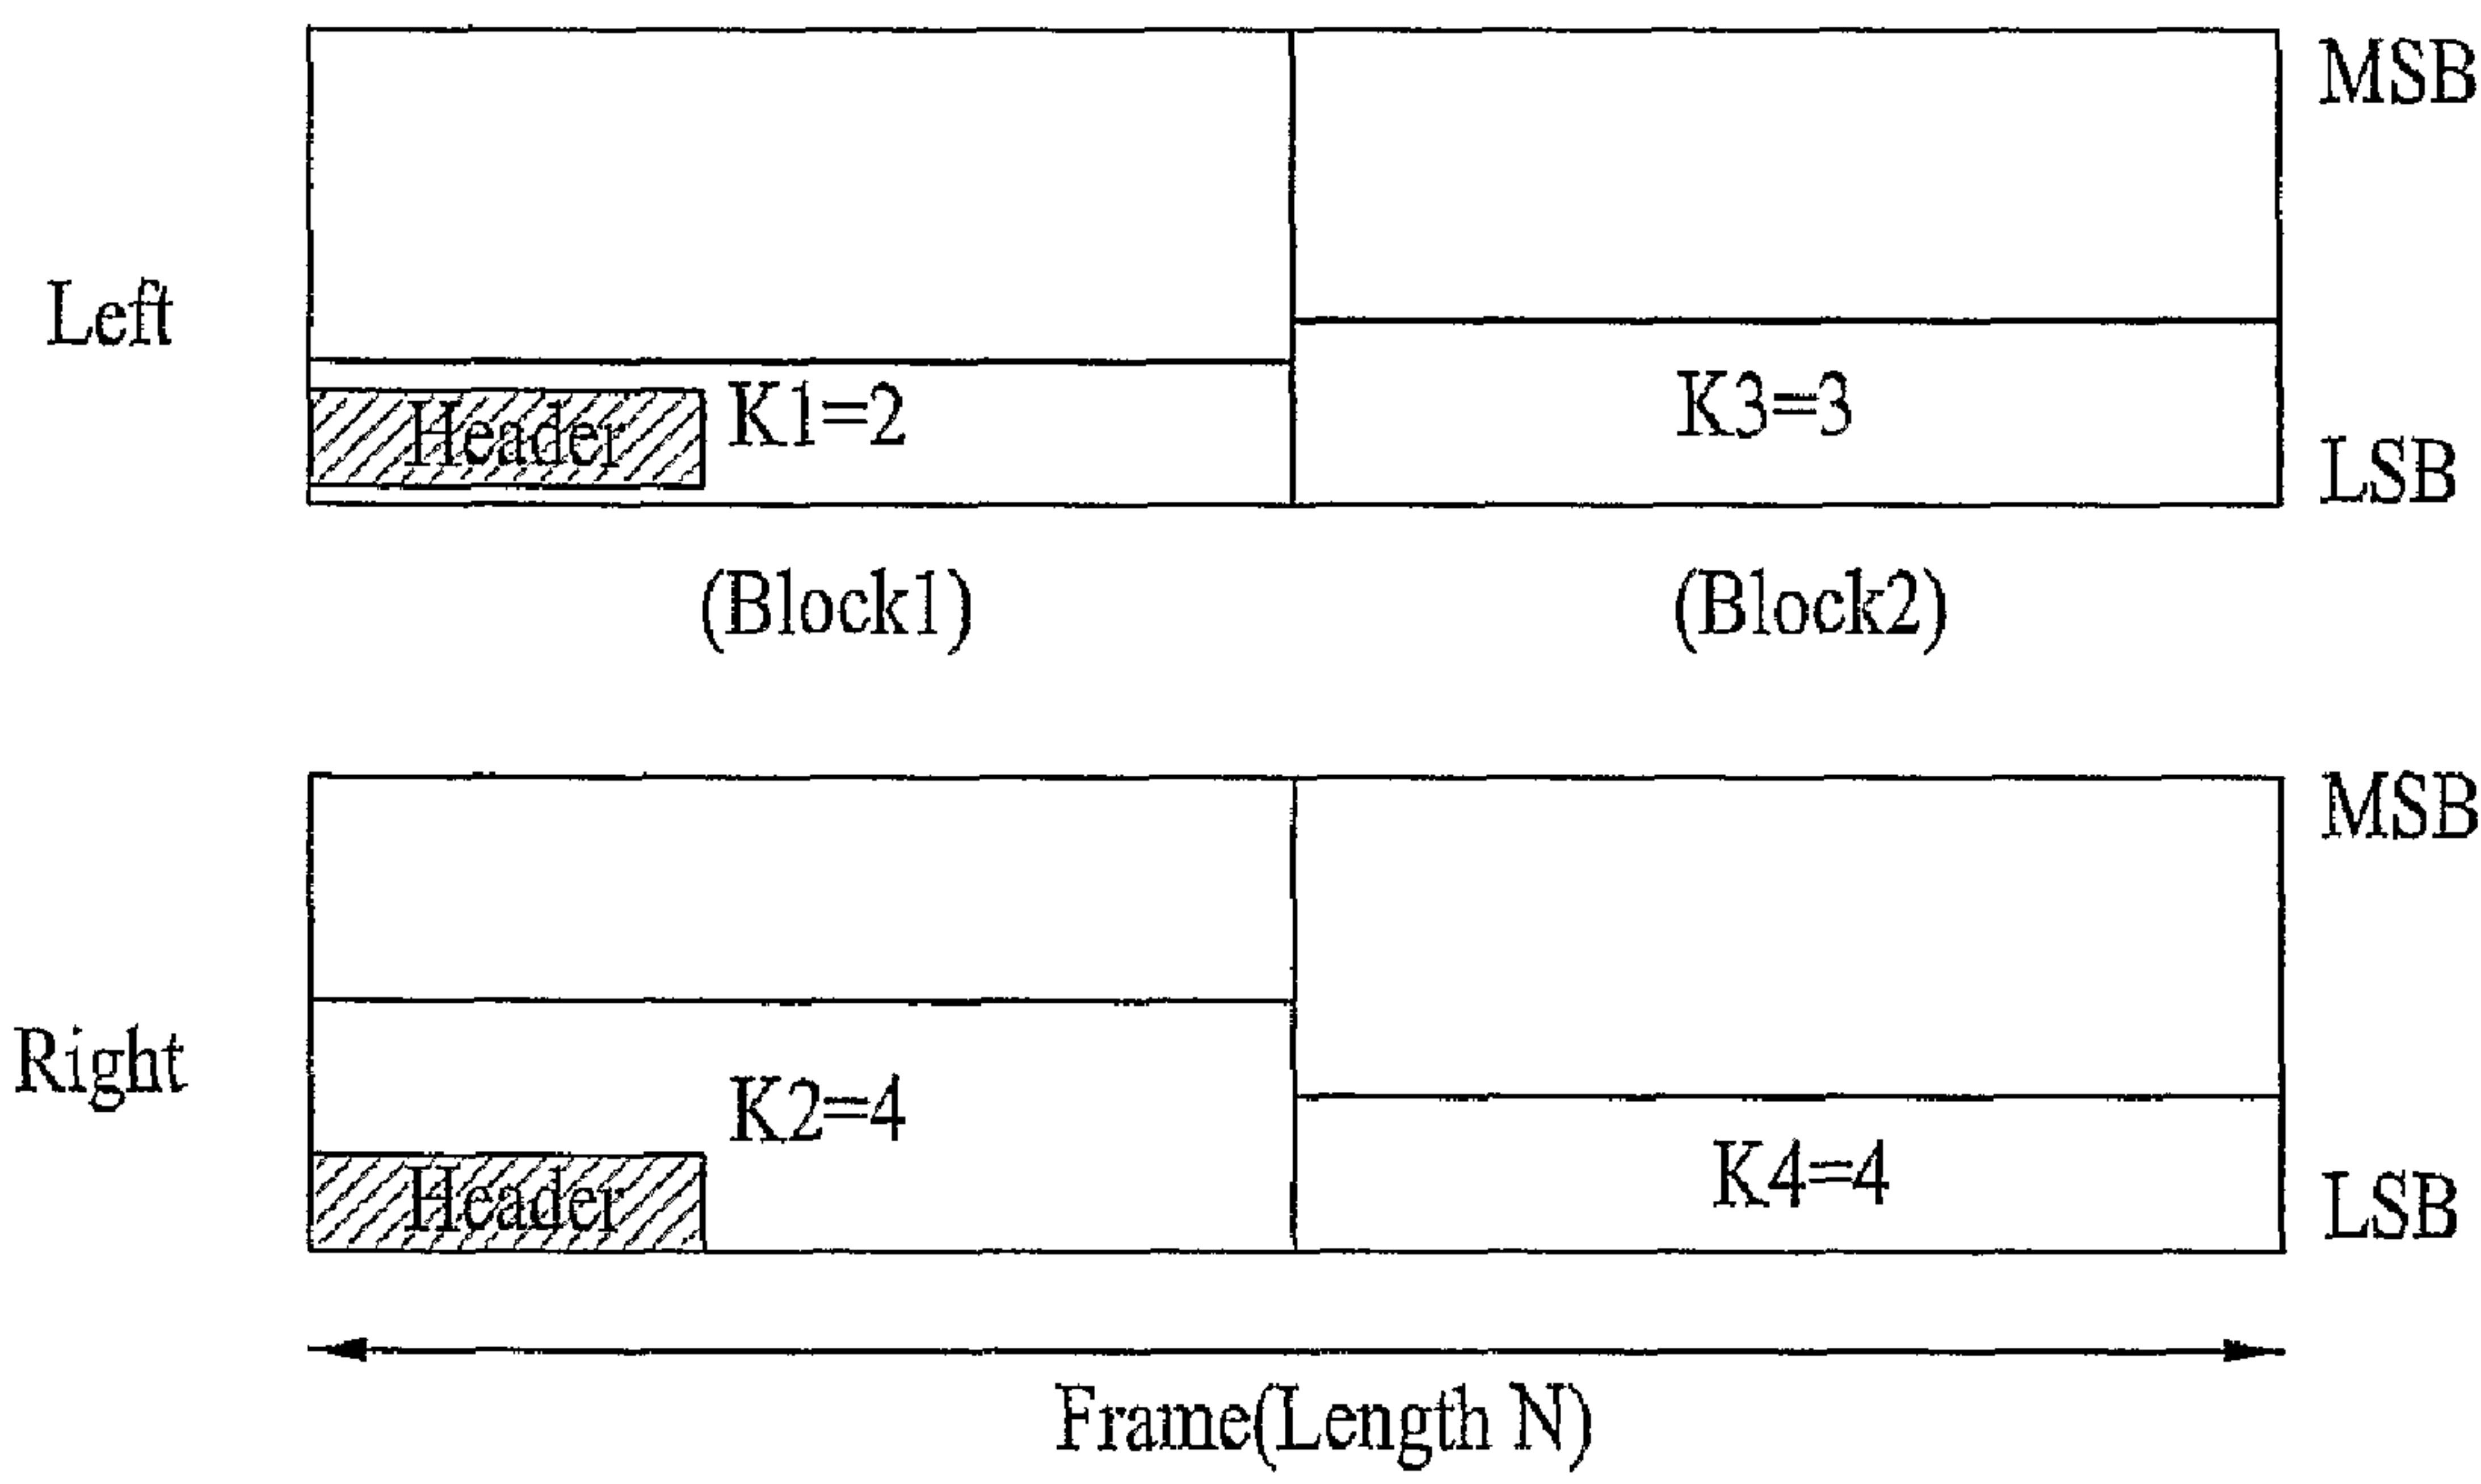 MSB
Left
Header
K1=2
K3=3
LSB
(Block1)
(Block2)
MSB
Right
K2=4
Header
K4=4
LSB
Frame(Length N)